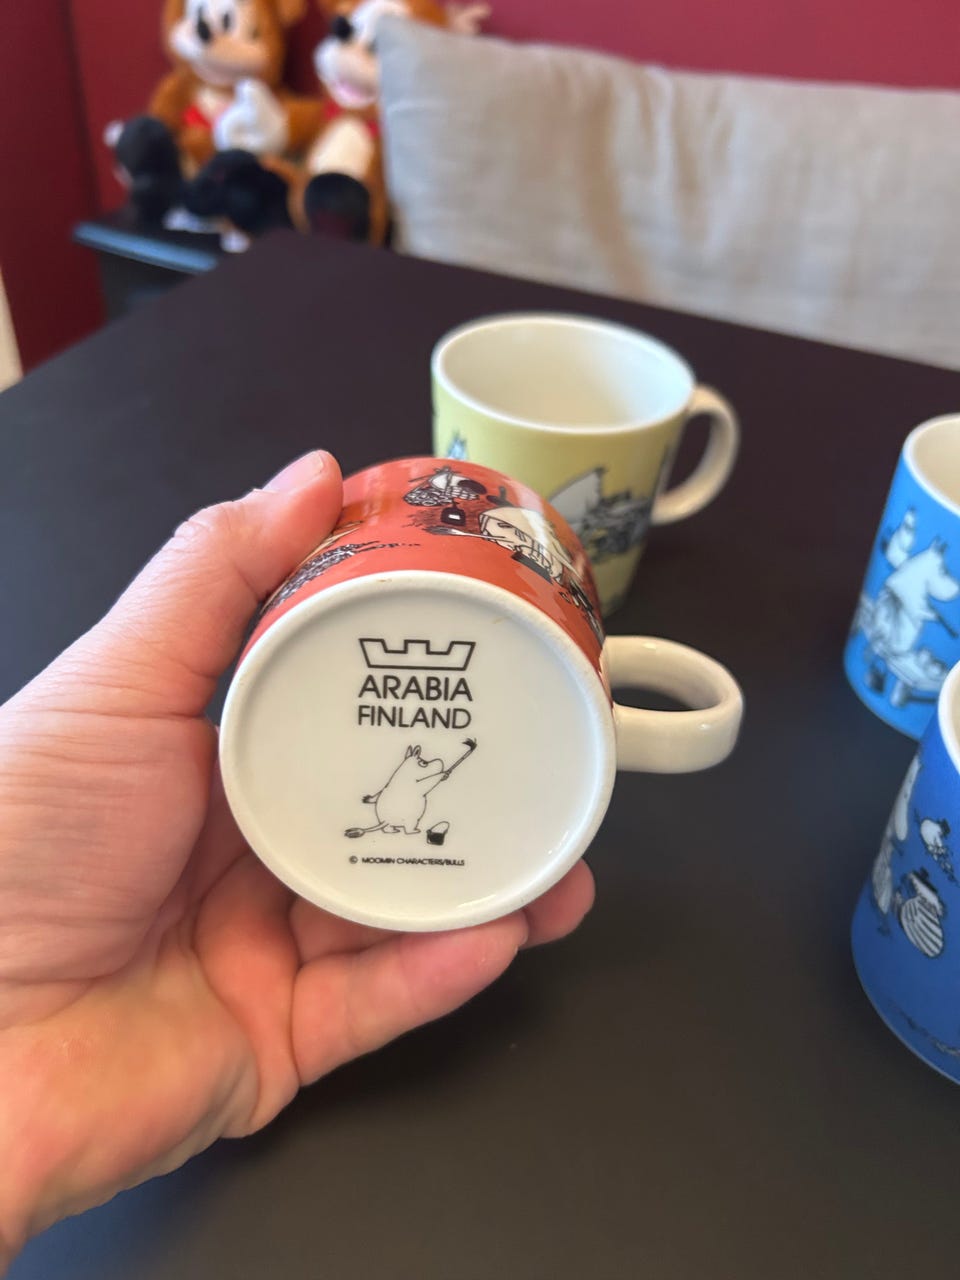 ARABIA
FINLAND
© MOOMIN CHARACTERS/BULLS